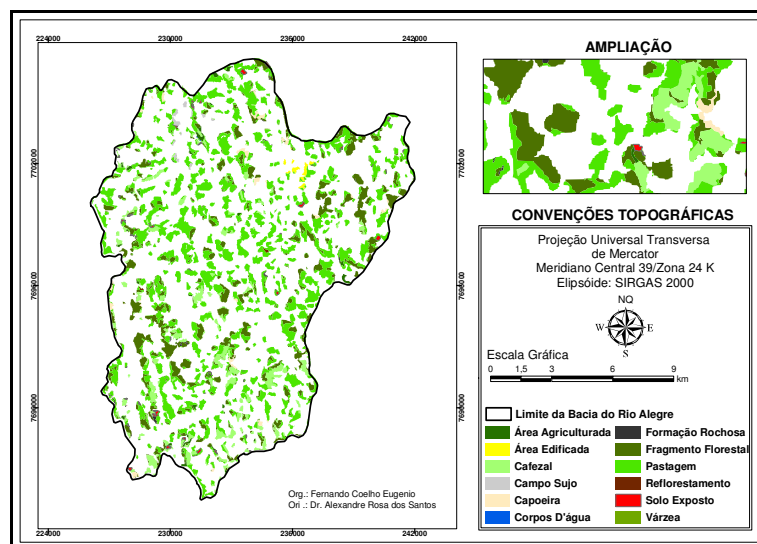 224000 230000 236000 242000
AMPLIAÇÃO
7702000 7702000
CONVENÇÕES TOPOGRÁFICAS
Projeção Universal Transversa
de Mercator
Meridiano Central 39/Zona 24 K
Elipsóide: SIRGAS 2000
NQ
W E
S
Escala Gráfica
0 1,5 3 6 9
km
7696000 7696000
7690000 7690000
Limite da Bacia do Rio Alegre
Área Agriculturada Formação Rochosa
Área Edificada Fragmento Florestal
Cafezal Pastagem
Campo Sujo Reflorestamento
Capoeira Solo Exposto
Corpos D'água Várzea
Org.: Fernando Coelho Eugenio
Ori .: Dr. Alexandre Rosa dos Santos
224000 230000 236000 242000